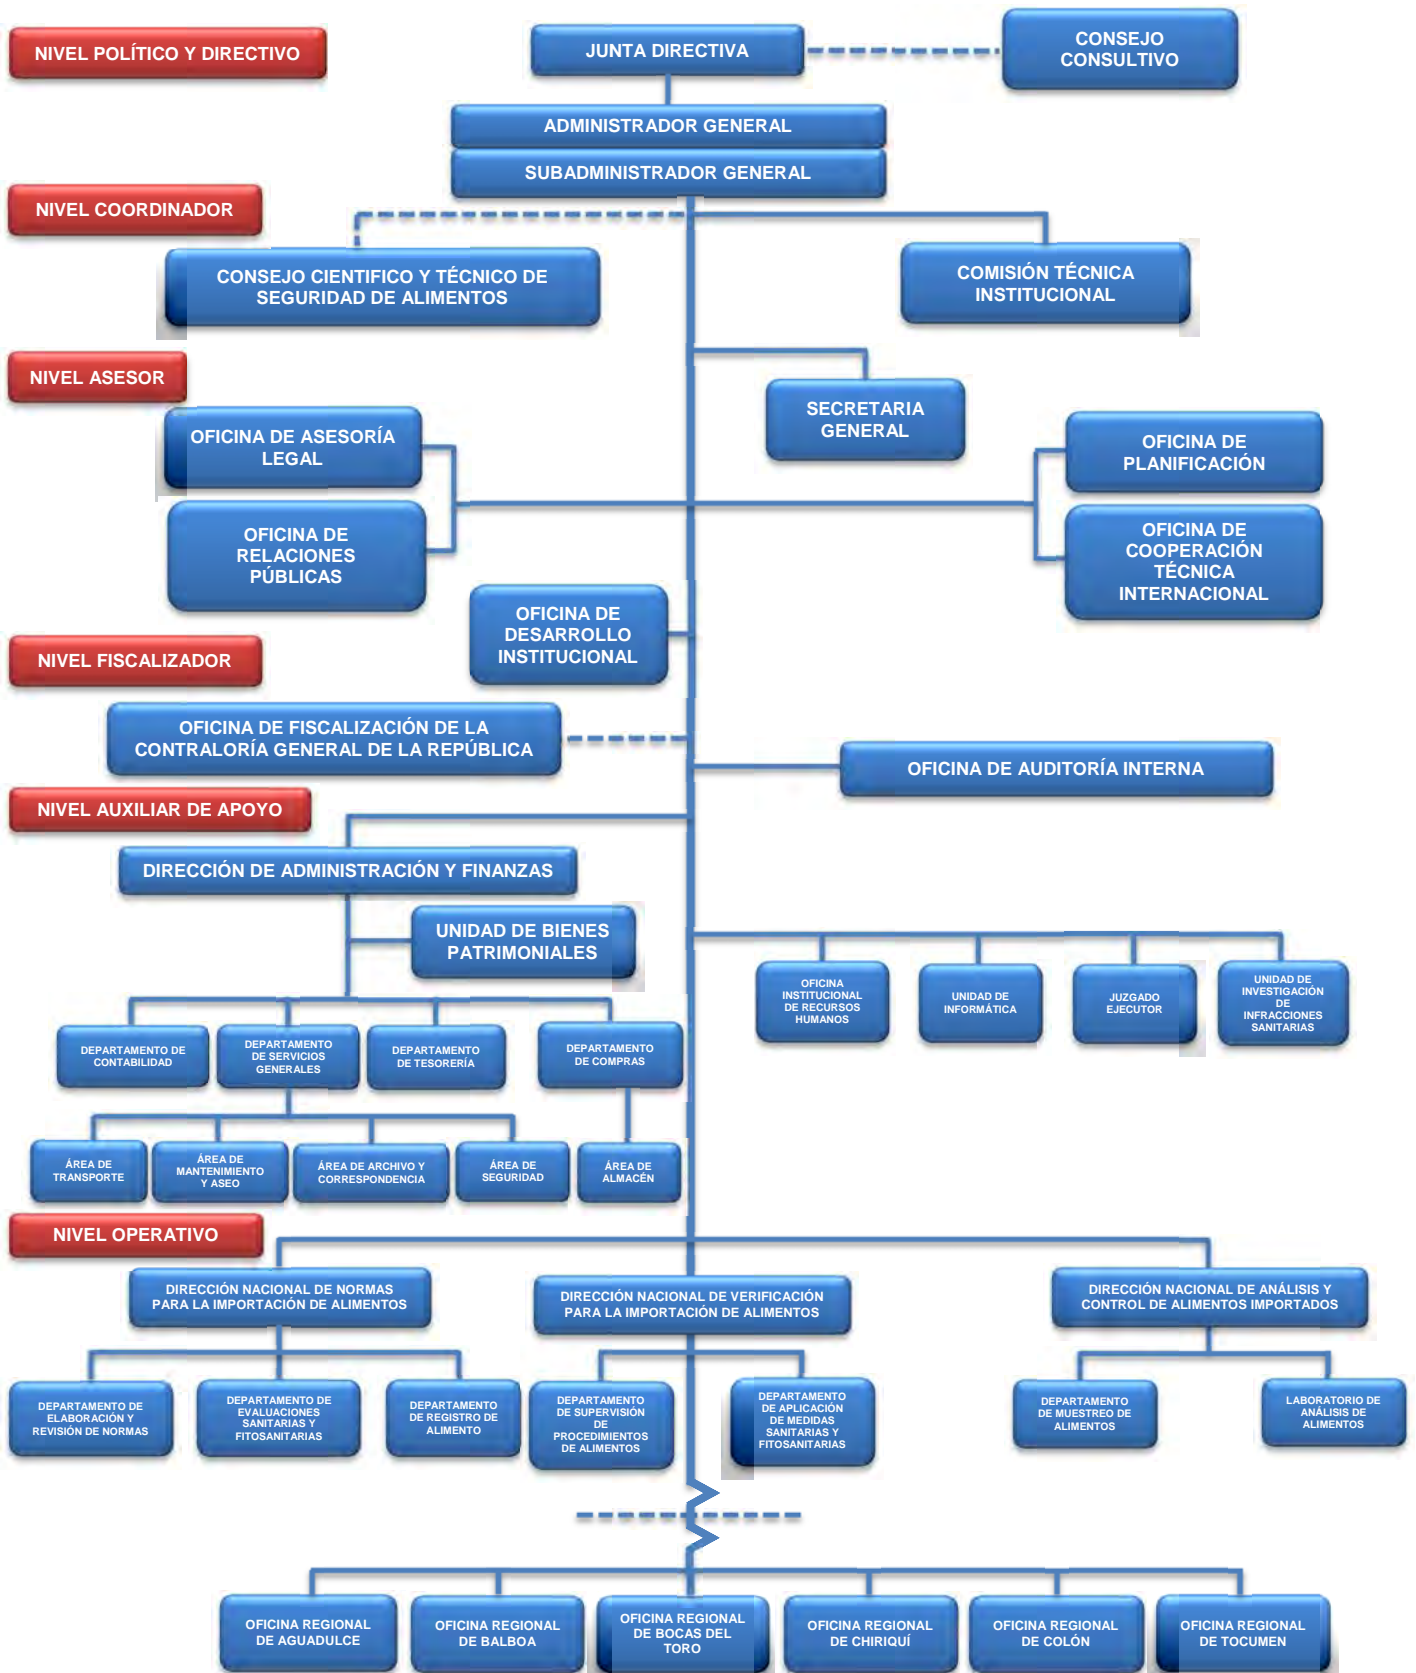 NIVEL POLÍTICO Y DIRECTIVO
JUNTA DIRECTIVA
CONSEJO
CONSULTIVO
ADMINISTRADOR GENERAL
SUBADMINISTRADOR GENERAL
NIVEL COORDINADOR
CONSEJO CIENTIFICO Y TÉCNICO DE
SEGURIDAD DE ALIMENTOS
COMISIÓN TÉCNICA
INSTITUCIONAL
NIVEL ASESOR
SECRETARIA
GENERAL
OFICINA DE ASESORÍA
LEGAL
OFICINA DE
PLANIFICACIÓN
OFICINA DE
RELACIONES
PÚBLICAS
OFICINA DE
COOPERACIÓN
TÉCNICA
INTERNACIONAL
OFICINA DE
DESARROLLO
INSTITUCIONAL
NIVEL FISCALIZADOR
OFICINA DE FISCALIZACIÓN DE LA
CONTRALORÍA GENERAL DE LA REPÚBLICA
OFICINA DE AUDITORÍA INTERNA
NIVEL AUXILIAR DE APOYO
DIRECCIÓN DE ADMINISTRACIÓN Y FINANZAS
UNIDAD DE BIENES
PATRIMONIALES
OFICINA
INSTITUCIONAL
DE RECURSOS
HUMANOS
UNIDAD DE
INFORMÁTICA
JUZGADO
EJECUTOR
UNIDAD DE
INVESTIGACIÓN
DE
INFRACCIONES
SANITARIAS
DEPARTAMENTO DE
CONTABILIDAD
DEPARTAMENTO
DE SERVICIOS
GENERALES
DEPARTAMENTO
DE TESORERÍA
DEPARTAMENTO
DE COMPRAS
ÁREA DE
TRANSPORTE
ÁREA DE
MANTENIMIENTO
Y ASEO
ÁREA DE ARCHIVO Y
CORRESPONDENCIA
ÁREA DE
SEGURIDAD
ÁREA DE
ALMACÉN
NIVEL OPERATIVO
DIRECCIÓN NACIONAL DE NORMAS
PARA LA IMPORTACIÓN DE ALIMENTOS
DIRECCIÓN NACIONAL DE VERIFICACIÓN
PARA LA IMPORTACIÓN DE ALIMENTOS
DIRECCIÓN NACIONAL DE ANÁLISIS Y
CONTROL DE ALIMENTOS IMPORTADOS
DEPARTAMENTO DE
ELABORACIÓN Y
REVISIÓN DE NORMAS
DEPARTAMENTO DE
EVALUACIONES
SANITARIAS Y
FITOSANITARIAS
DEPARTAMENTO
DE REGISTRO DE
ALIMENTO
DEPARTAMENTO
DE SUPERVISIÓN
DE
PROCEDIMIENTOS
DE ALIMENTOS
DEPARTAMENTO
DE APLICACIÓN
DE MEDIDAS
SANITARIAS Y
FITOSANITARIAS
DEPARTAMENTO
DE MUESTREO DE
ALIMENTOS
LABORATORIO DE
ANÁLISIS DE
ALIMENTOS
OFICINA REGIONAL
DE AGUADULCE
OFICINA REGIONAL
DE BALBOA
OFICINA REGIONAL
DE BOCAS DEL
TORO
OFICINA REGIONAL
DE CHIRIQUÍ
OFICINA REGIONAL
DE COLÓN
OFICINA REGIONAL
DE TOCUMEN